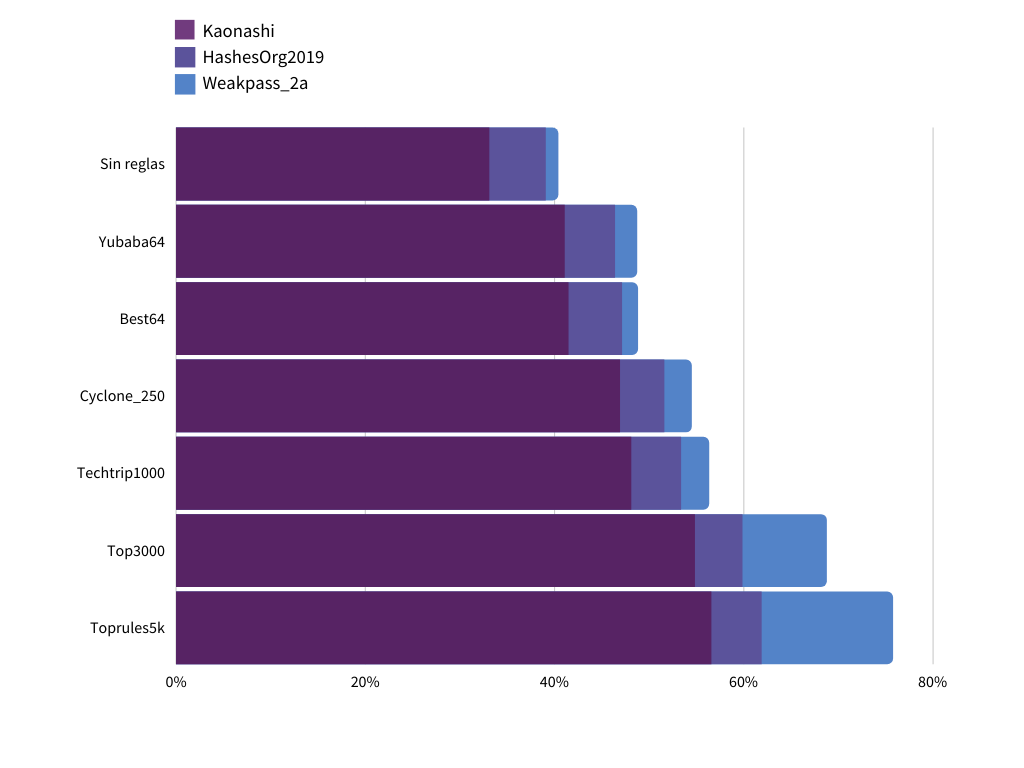 Kaonashi
HashesOrg2019
Weakpass_2a
Sin reglas
Yubaba64
Best64
Cyclone_250
Techtrip1000
Top3000
Toprules5k
0% 20% 40% 60% 80%